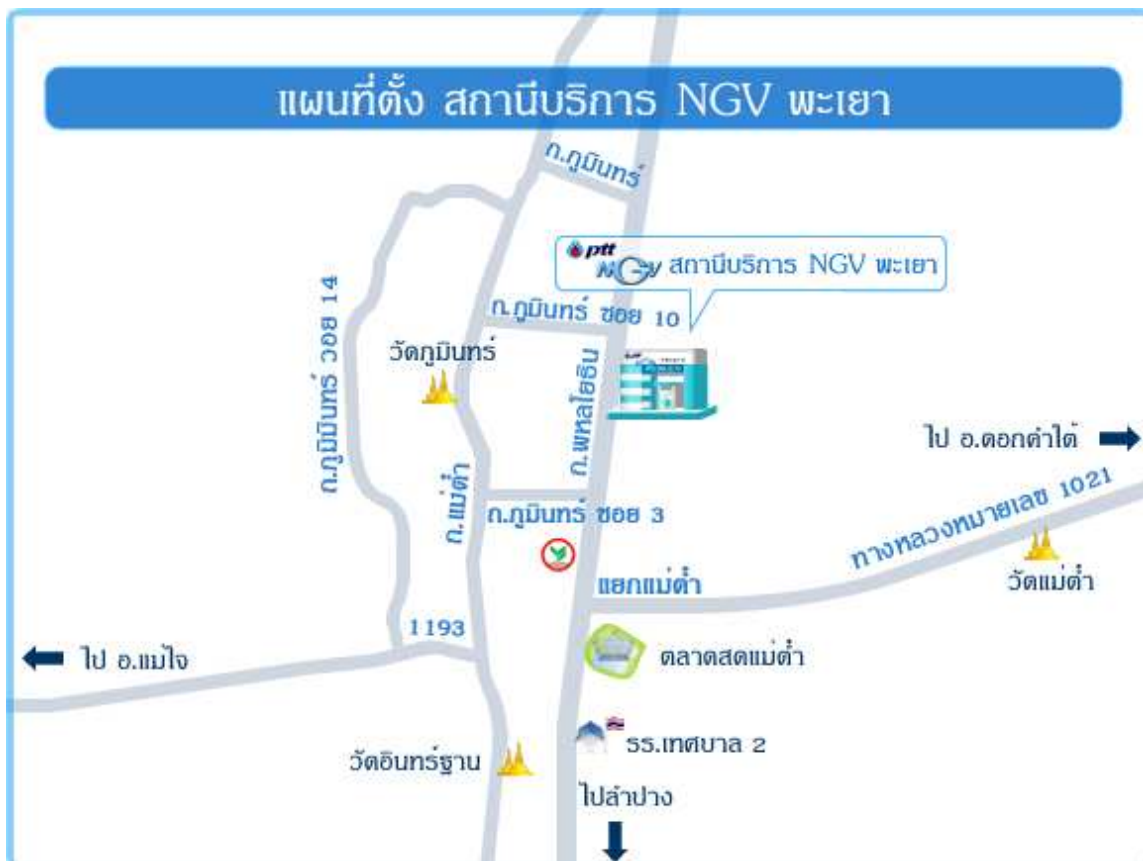 แผนที่ตั้ง สถานีบริการ NGV พะเยา
ถ.ภูมินทร์
ptt
NGV สถานีบริการ NGV พะเยา
ถ.ภูมินทร์ ซอย 10
ถ.ภูมิมินทร์ วอย 14
วัดภูมินทร์
ถ.พหลโยธิน
ไป อ.ดอกคำใต้
ถ.แม่ต๋ำ
ถ.ภูมินทร์ ซอย 3
ทางหลวงหมายเลข 1021
แยกแม่ต๋ำ
วัดแม่ต๋ำ
1193
ไป อ.แม่ใจ
ตลาดสดแม่ต๋ำ
วัดอินทร์ฐาน
รร.เทศบาล 2
ไปลำปาง